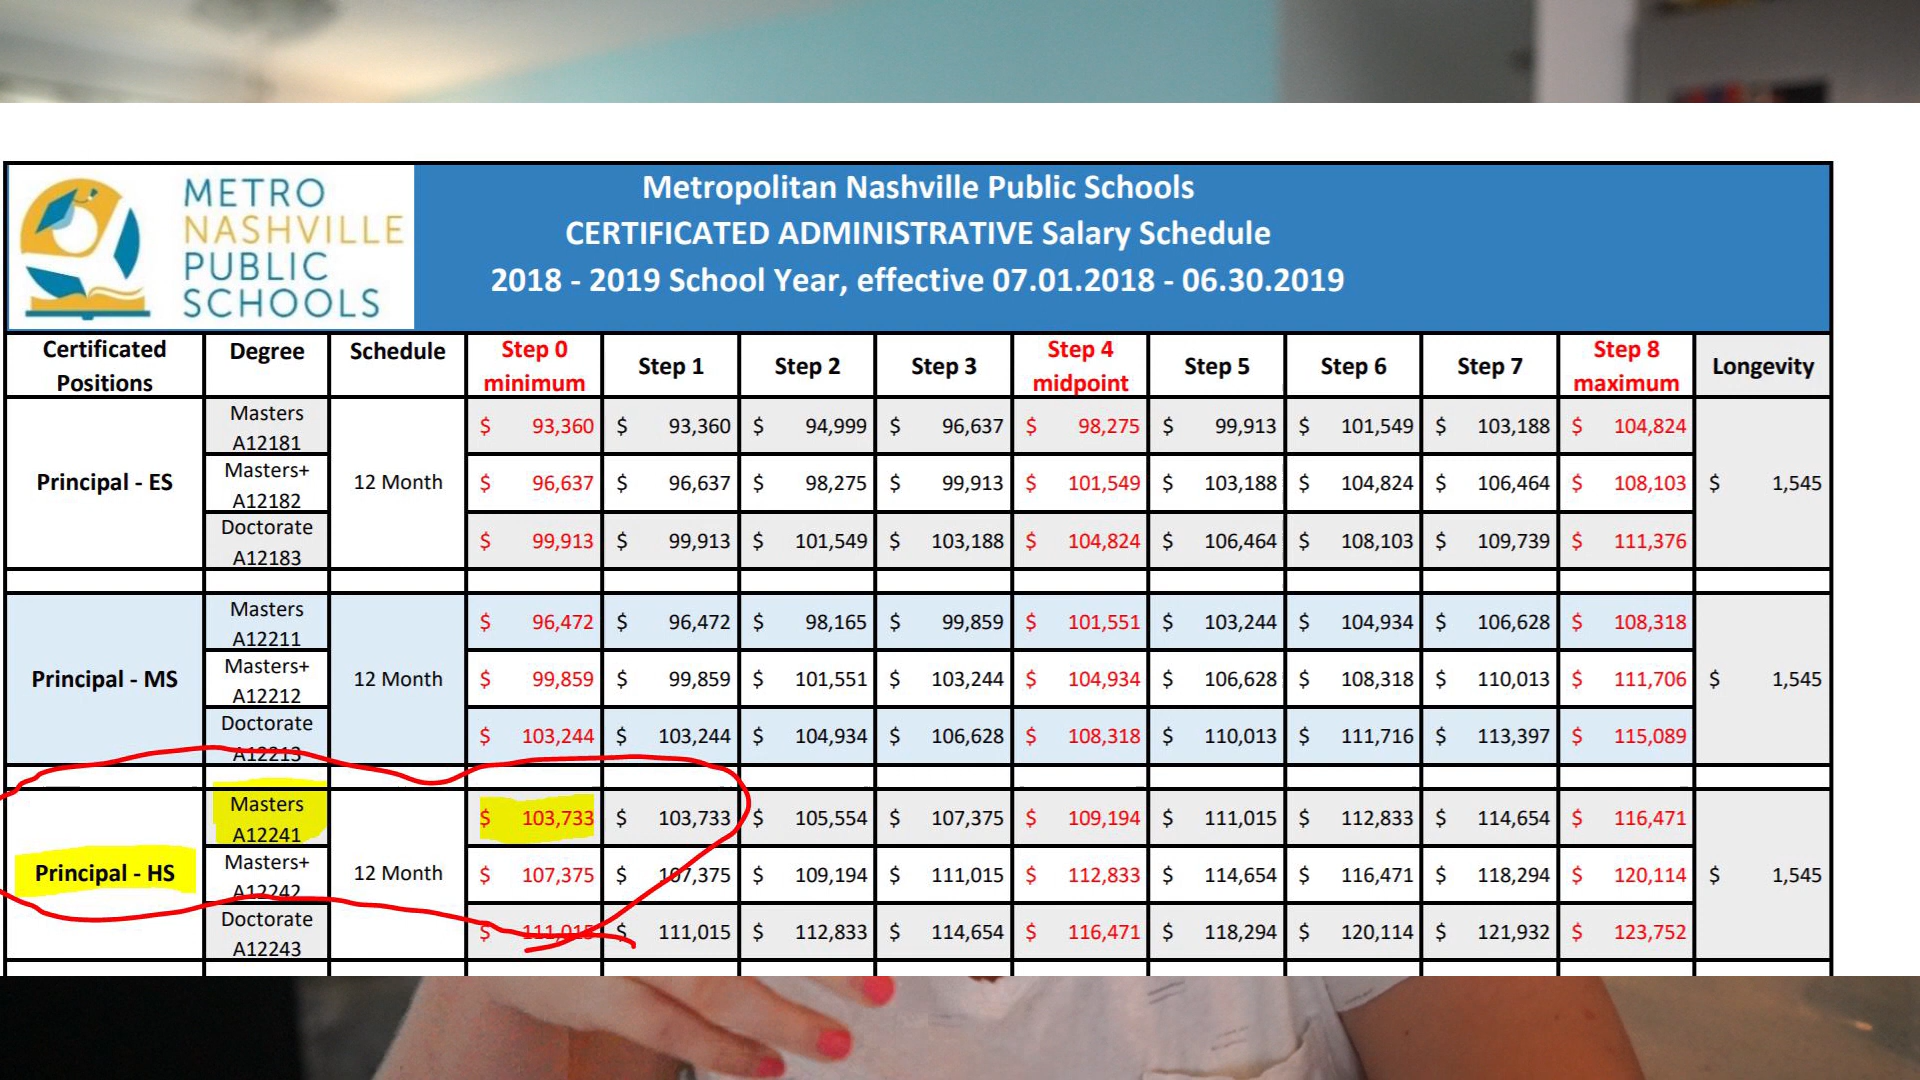 METRO
NASHVILLE
PUBLIC
SCHOOLS
Metropolitan Nashville Public Schools
CERTIFICATED ADMINISTRATIVE Salary Schedule
2018 - 2019 School Year, effective 07.01.2018 - 06.30.2019
Certificated Positions Degree Schedule Step 0 minimum Step 1 Step 2 Step 3 Step 4 midpoint Step 5 Step 6 Step 7 Step 8 maximum Longevity
Principal - ES 12 Month $ 1,545
Masters A12181 $ 93,360 $ 93,360 $ 94,999 $ 96,637 $ 98,275 $ 99,913 $ 101,549 $ 103,188 $ 104,824
Masters+ A12182 $ 96,637 $ 96,637 $ 98,275 $ 99,913 $ 101,549 $ 103,188 $ 104,824 $ 106,464 $ 108,103
Doctorate A12183 $ 99,913 $ 99,913 $ 101,549 $ 103,188 $ 104,824 $ 106,464 $ 108,103 $ 109,739 $ 111,376
Principal - MS 12 Month $ 1,545
Masters A12211 $ 96,472 $ 96,472 $ 98,165 $ 99,859 $ 101,551 $ 103,244 $ 104,934 $ 106,628 $ 108,318
Masters+ A12212 $ 99,859 $ 99,859 $ 101,551 $ 103,244 $ 104,934 $ 106,628 $ 108,318 $ 110,013 $ 111,706
Doctorate A12213 $ 103,244 $ 103,244 $ 104,934 $ 106,628 $ 108,318 $ 110,013 $ 111,716 $ 113,397 $ 115,089
Principal - HS 12 Month $ 1,545
Masters A12241 $ 103,733 $ 103,733 $ 105,554 $ 107,375 $ 109,194 $ 111,015 $ 112,833 $ 114,654 $ 116,471
Masters+ A12242 $ 107,375 $ 107,375 $ 109,194 $ 111,015 $ 112,833 $ 114,654 $ 116,471 $ 118,294 $ 120,114
Doctorate A12243 $ 111,015 $ 111,015 $ 112,833 $ 114,654 $ 116,471 $ 118,294 $ 120,114 $ 121,932 $ 123,752